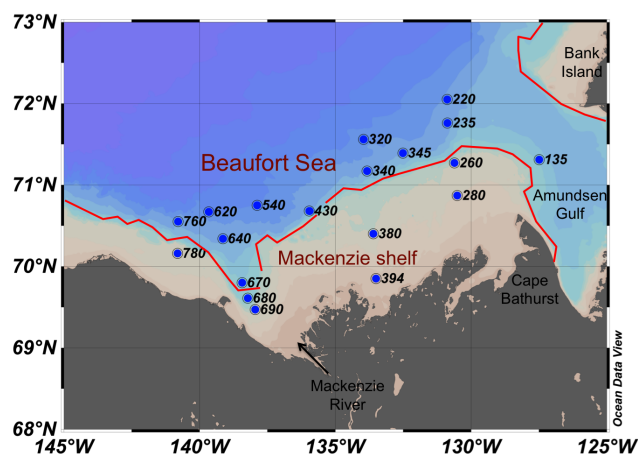 73°N
72°N
71°N
70°N
69°N
68°N
Bank
Island
220
235
320
345
340
260
135
Beaufort Sea
280
Amundsen
Gulf
540
620
430
760
380
640
780
Mackenzie shelf
670
394
680
690
Cape
Bathurst
Mackenzie
River
Ocean Data View
145°W
140°W
135°W
130°W
125°W